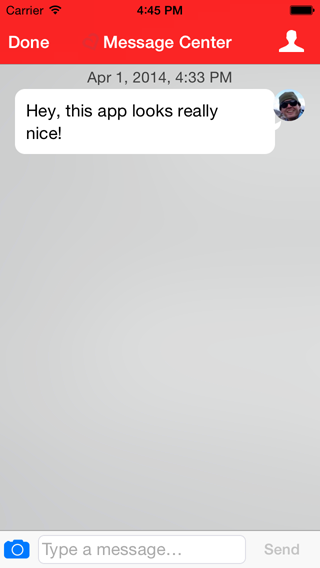 Carrier 4:45 PM
Done Message Center
Apr 1, 2014, 4:33 PM
Hey, this app looks really
nice!
Type a message... Send